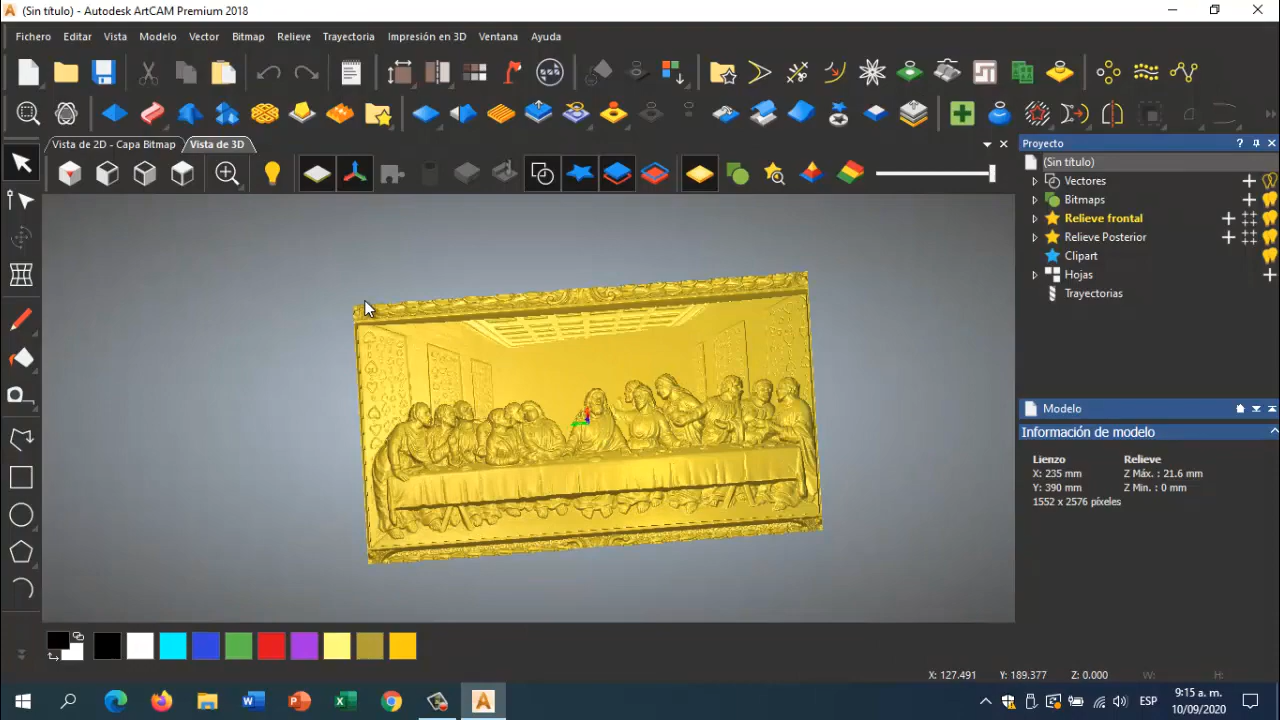 (Sin título) - Autodesk ArtCAM Premium 2018
Fichero Editar Vista Modelo Vector Bitmap Relieve Trayectoria Impresión en 3D Ventana Ayuda
Vista de 2D - Capa Bitmap Vista de 3D
Proyecto
(Sin título)
Vectores
Bitmaps
Relieve frontal
Relieve Posterior
Clipart
Hojas
Trayectorias
Modelo
Información de modelo
Lienzo Relieve
X: 235 mm Z Máx. : 21.6 mm
Y: 390 mm Z Min. : 0 mm
1552 x 2576 píxeles
X: 127.491 Y: 189.377 Z: 0.000 W: H:
ESP
9:15 a. m.
10/09/2020